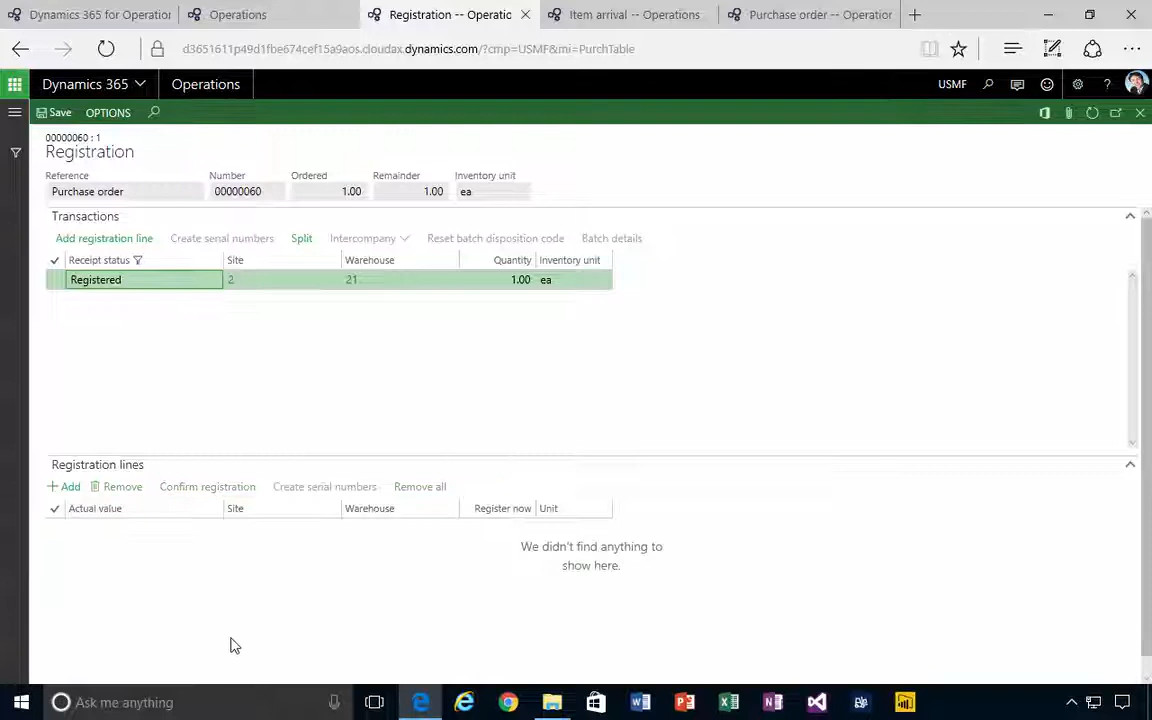 Dynamics 365 for Operation
Operations
Registration -- Operatic
Item arrival -- Operations
Purchase order -- Operation
d3651611p49d1fbe674cef15a9aos.cloudax.dynamics.com/?cmp=USMF&mi=PurchTable
Dynamics 365
Operations
USMF
Save
OPTIONS
00000060 : 1
Registration
Reference
Number
Ordered
Remainder
Inventory unit
Purchase order
00000060
1.00
1.00
ea
Transactions
Add registration line
Create serial numbers
Split
Intercompany
Reset batch disposition code
Batch details
Receipt status
Site
Warehouse
Quantity
Inventory unit
Registered
2
21
1.00
ea
Registration lines
Add
Remove
Confirm registration
Create serial numbers
Remove all
Actual value
Site
Warehouse
Register now
Unit
We didn't find anything to
show here.
Ask me anything